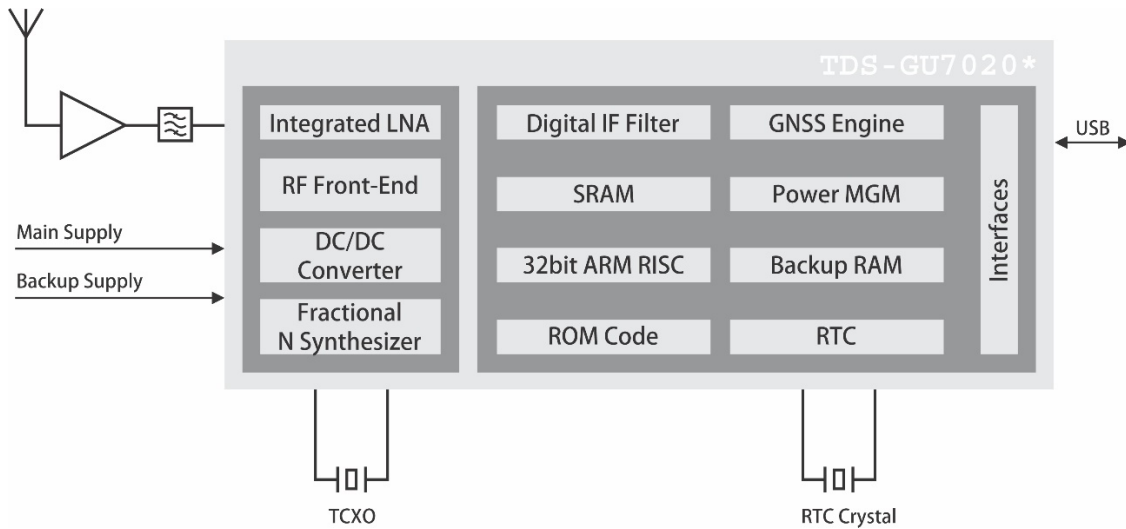 TDS-GU7020*
Integrated LNA
Digital IF Filter
GNSS Engine
USB
RF Front-End
SRAM
Power MGM
Interfaces
Main Supply
DC/DC
Converter
32bit ARM RISC
Backup RAM
Backup Supply
Fractional
N Synthesizer
ROM Code
RTC
TCXO
RTC Crystal